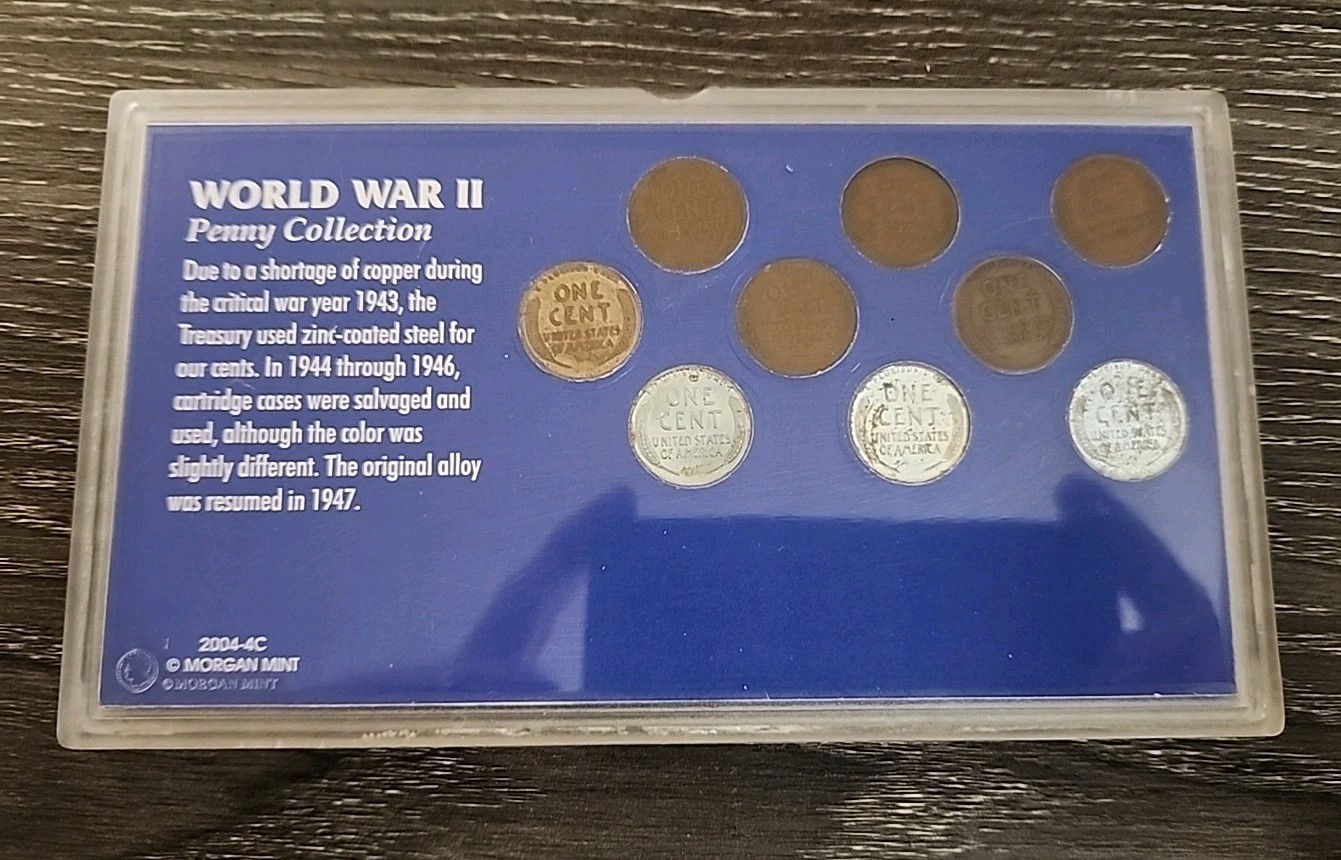 WORLD WAR II
Penny Collection
Due to a shortage of copper during
the critical war year 1943, the
Treasury used zinc-coated steel for
our cents. In 1944 through 1946,
cartridge cases were salvaged and
used, although the color was
slightly different. The original alloy
was resumed in 1947.
2004-4C
© MORGAN MINT
© MORGAN MINT
ONE
CENT
ONE
CENT
UNITED STATES
ONE
CENT
ONE
CENT
UNITED STATES
OF AMERICA
ONE
CENT
UNITED STATES
OF AMERICA
ONE
CENT
UNITED STATES
OF AMERICA